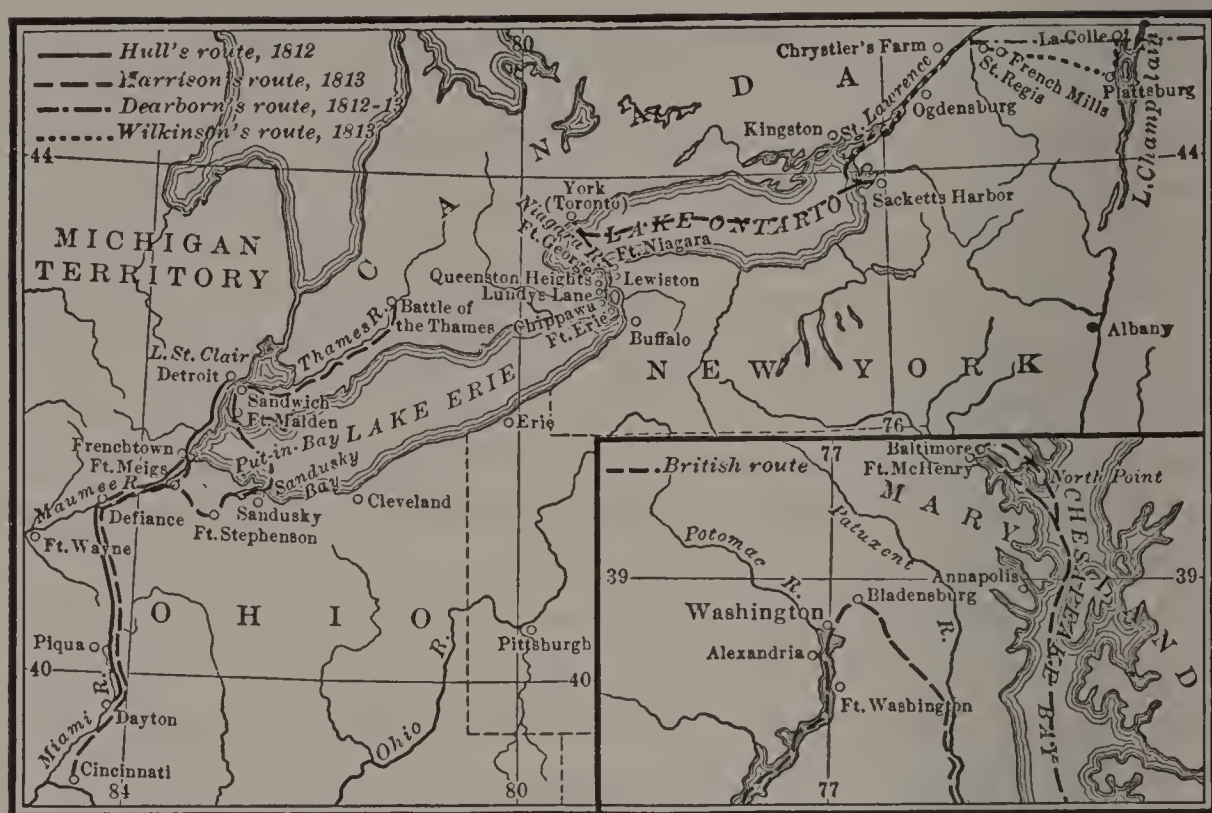 Hull's route, 1812
Harrison's route, 1813
Dearborn's route, 1812-13
Wilkinson's route, 1813
80
CANADA
Chrystler's Farm
La Colle
St. Lawrence
St. Regis
French Mills
Plattsburg
Ogdensburg
Kingston
L. Champlain
44
44
York
(Toronto)
LAKE ONTARIO
Sacketts Harbor
Niagara R.
Ft. George
Ft. Niagara
MICHIGAN
TERRITORY
Queenston Heights
Lewiston
Lundys Lane
Chippawa
Ft. Erie
Buffalo
Battle of
the Thames
Thames R.
Albany
L. St. Clair
Detroit
NEW YORK
Sandwich
Ft. Malden
LAKE ERIE
Erie
76
Put-in-Bay
Frenchtown
Ft. Meigs
Sandusky
Bay
Maumee R.
Cleveland
Defiance
Sandusky
Ft. Stephenson
Ft. Wayne
OHIO
Piqua
Pittsburgh
40
40
Miami R.
Dayton
Ohio R.
Cincinnati
84
80
British route
77
Baltimore
Ft. McHenry
North Point
MARYLAND
CHESAPEAKE BAY
Potomac R.
Patuxent R.
39
39
Annapolis
Bladensburg
Washington
Alexandria
Ft. Washington
77